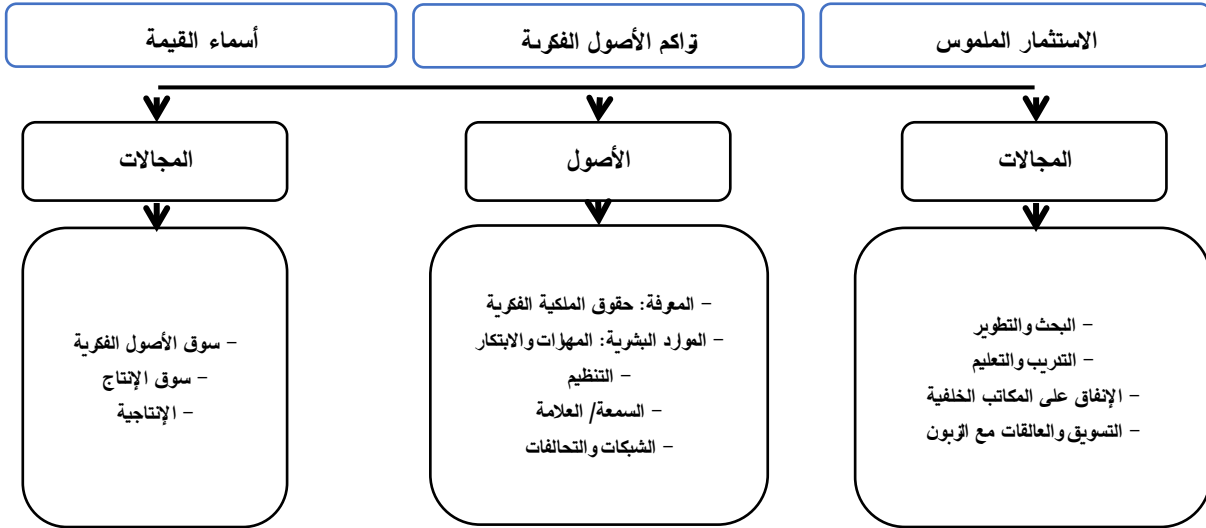 الاستثمار الملموس
تراكم الأصول الفكرية
أسماء القيمة
المجالات
الأصول
المجالات
- البحث والتطوير
- التدريب والتعليم
- الإنفاق على المكاتب الخلفية
- التسويق والعالقات مع الزبون
- المعرفة: حقوق الملكية الفكرية
- الموارد البشرية: المهارات والابتكار
- التنظيم
- السمعة/ العلامة
- الشبكات والتحالفات
- سوق الأصول الفكرية
- سوق الإنتاج
- الإنتاجية